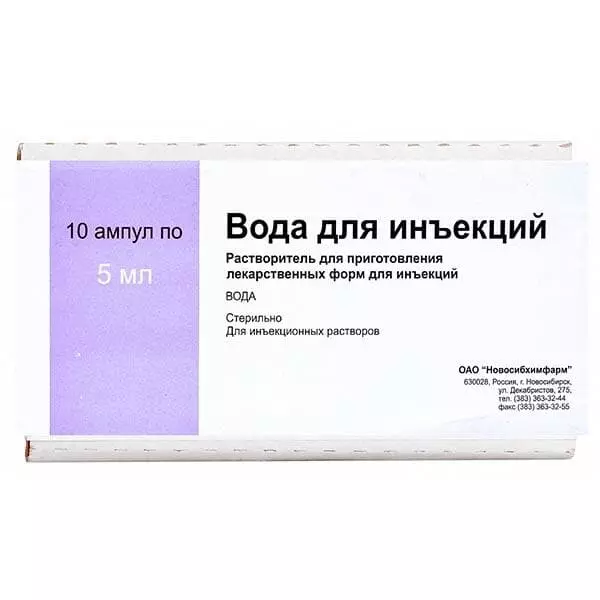 10 ампул по
5 мл
Вода для инъекций
Растворитель для приготовления
лекарственных форм для инъекций
ВОДА
Стерильно
Для инъекционных растворов
ОАО "Новосибхимфарм"
630028, Россия, г. Новосибирск,
ул. Декабристов, 275,
тел. (383) 363-32-44
факс (383) 363-32-55